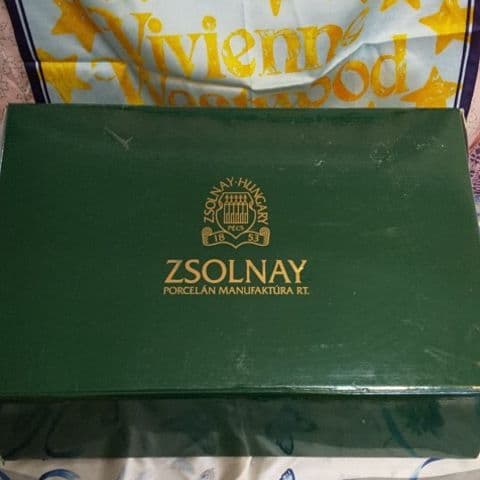 Vivienne
Westwood
ZSOLNAY·HUNGARY
PÉCS
18 53
ZSOLNAY
PORCELÁN MANUFAKTÚRA RT.